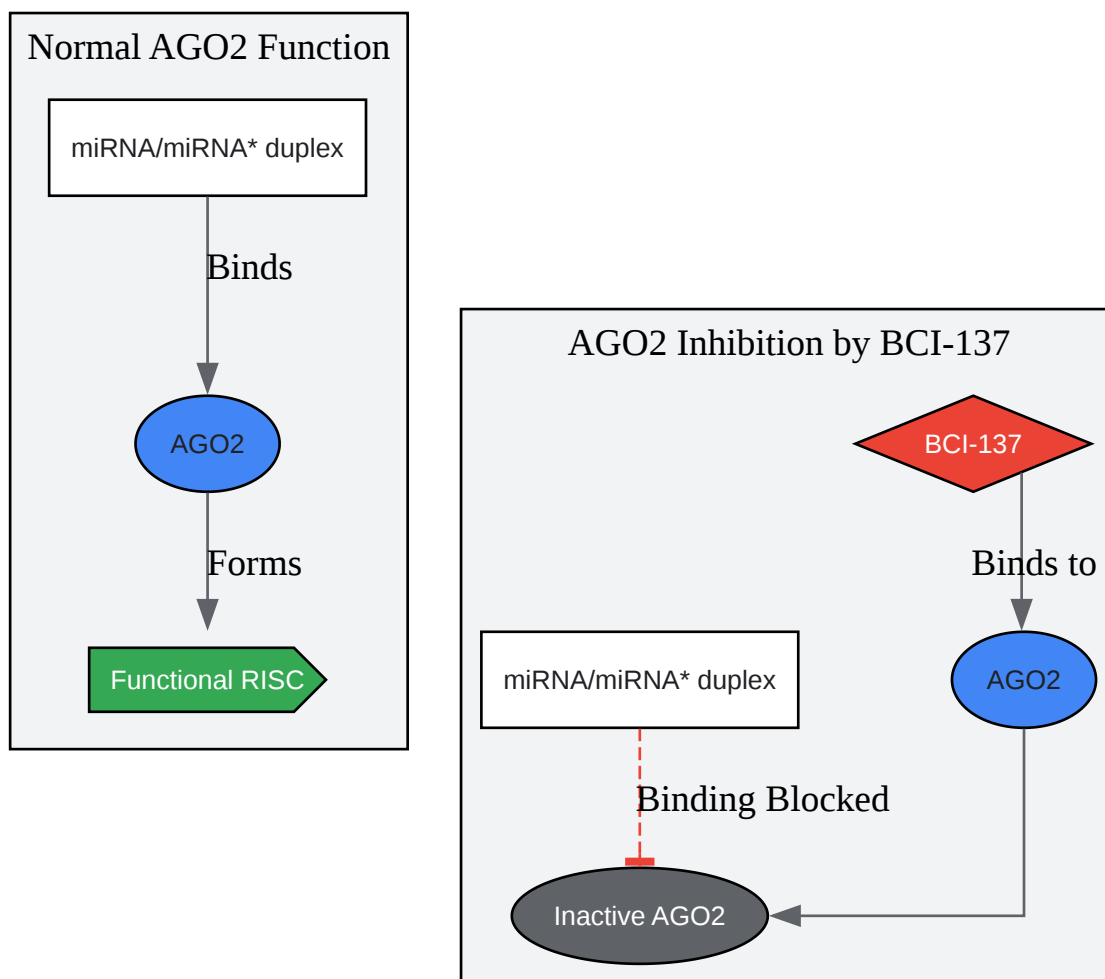 Normal AGO2 Function
miRNA/miRNA* duplex
Binds
AGO2
Forms
Functional RISC
AGO2 Inhibition by BCI-137
BCI-137
Binds to
miRNA/miRNA* duplex
AGO2
Binding Blocked
Inactive AGO2